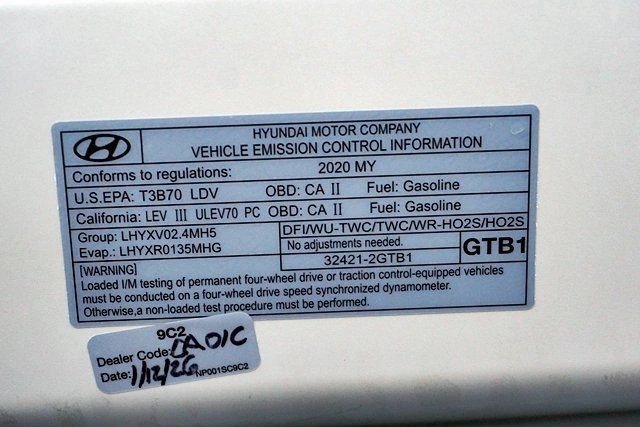 HYUNDAI MOTOR COMPANY
VEHICLE EMISSION CONTROL INFORMATION
Conforms to regulations: 2020 MY
U.S.EPA: T3B70 LDV OBD: CA II Fuel: Gasoline
California: LEV III ULEV70 PC OBD: CA II Fuel: Gasoline
Group: LHYXV02.4MH5
Evap.: LHYXR0135MHG
DFI/WU-TWC/TWC/WR-HO2S/HO2S
No adjustments needed.
32421-2GTB1
GTB1
[WARNING]
Loaded I/M testing of permanent four-wheel drive or traction control-equipped vehicles
must be conducted on a four-wheel drive speed synchronized dynamometer.
Otherwise,a non-loaded test procedure must be performed.
9C2
Dealer Code: CA01C
Date: 1/12/26 NP001SC9C2